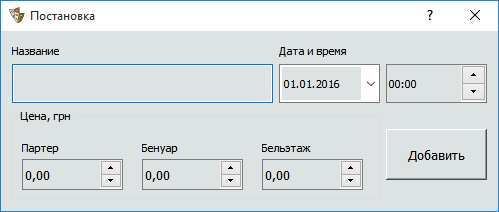 Постановка
Название
Дата и время
01.01.2016
00:00
Цена, грн
Партер
Бенуар
Бельэтаж
0,00
0,00
0,00
Добавить